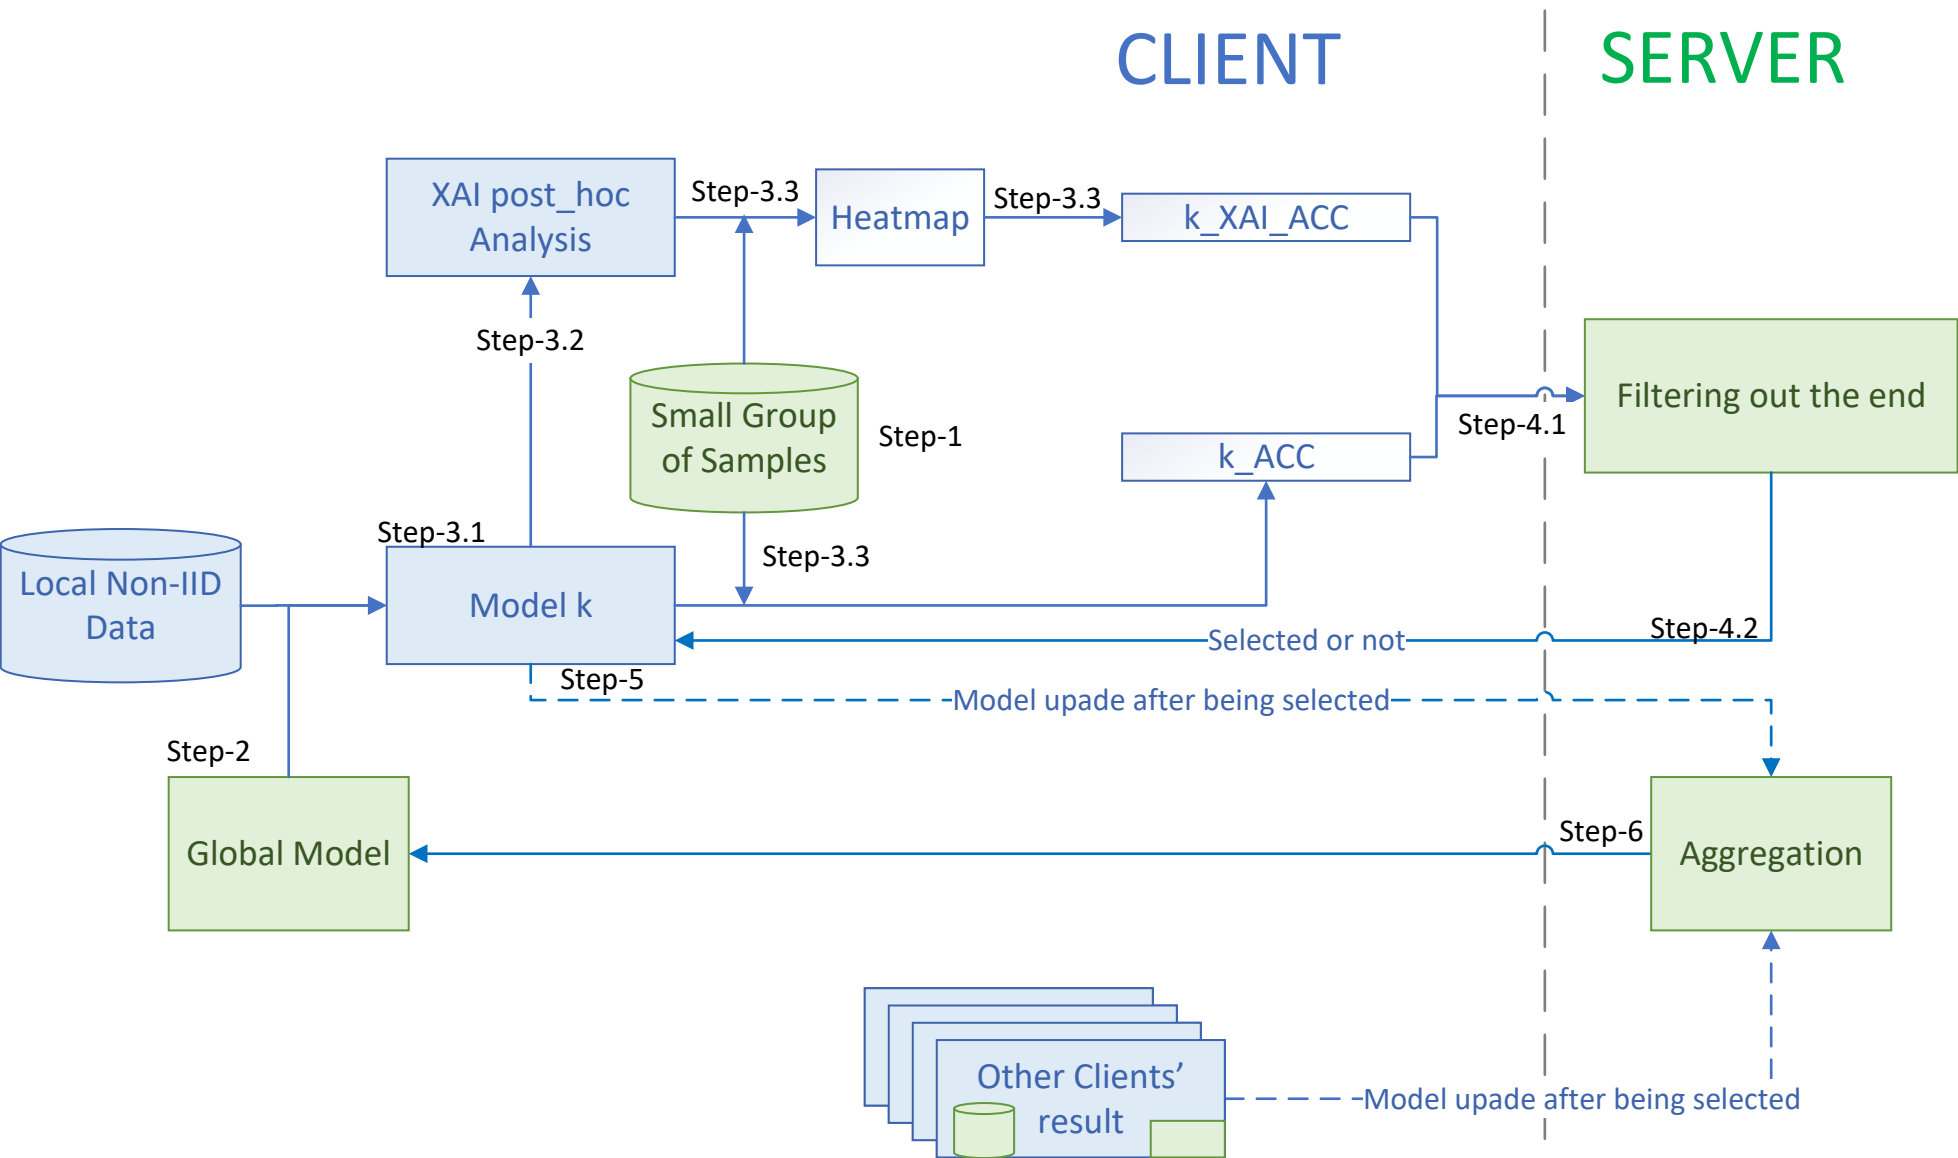 CLIENT
SERVER
XAI post_hoc
Analysis
Step-3.3
Heatmap
Step-3.3
k_XAI_ACC
Step-3.2
Small Group
of Samples
Step-1
k_ACC
Step-4.1
Filtering out the end
Local Non-IID
Data
Step-3.1
Model k
Step-3.3
Selected or not
Step-4.2
Step-5
Model upade after being selected
Step-2
Global Model
Step-6
Aggregation
Other Clients’
result
Model upade after being selected